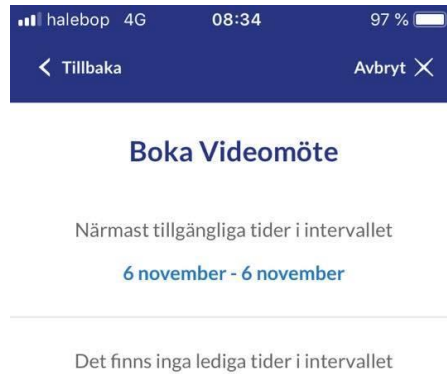 halebop 4G 08:34 97 %
Tillbaka Avbryt
Boka Videomöte
Närmast tillgängliga tider i intervallet
6 november - 6 november
Det finns inga lediga tider i intervallet